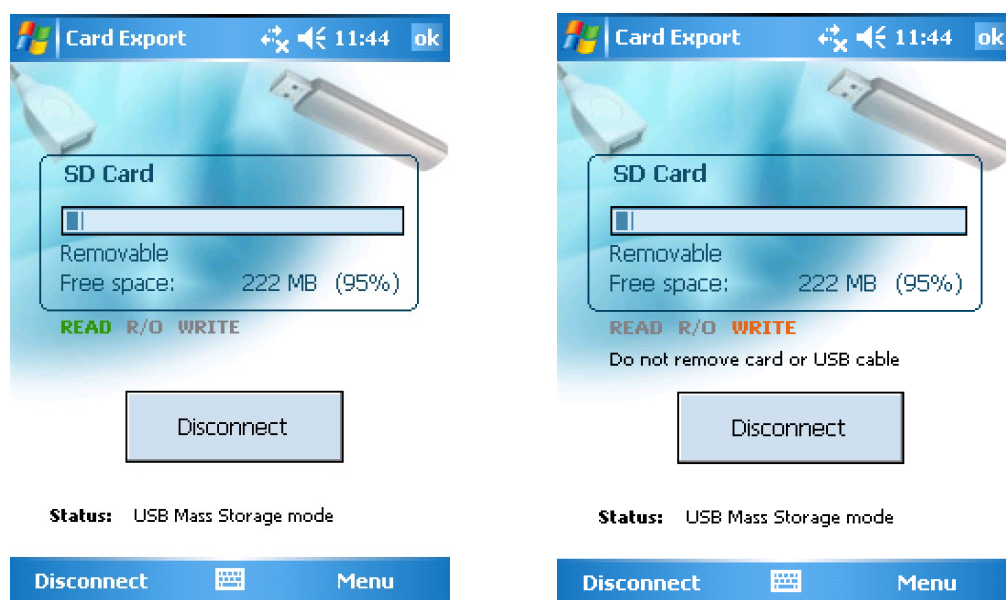 Card Export 11:44 ok
SD Card
Removable
Free space: 222 MB (95%)
READ R/O WRITE
Disconnect
Status: USB Mass Storage mode
Disconnect Menu
Card Export 11:44 ok
SD Card
Removable
Free space: 222 MB (95%)
READ R/O WRITE
Do not remove card or USB cable
Disconnect
Status: USB Mass Storage mode
Disconnect Menu